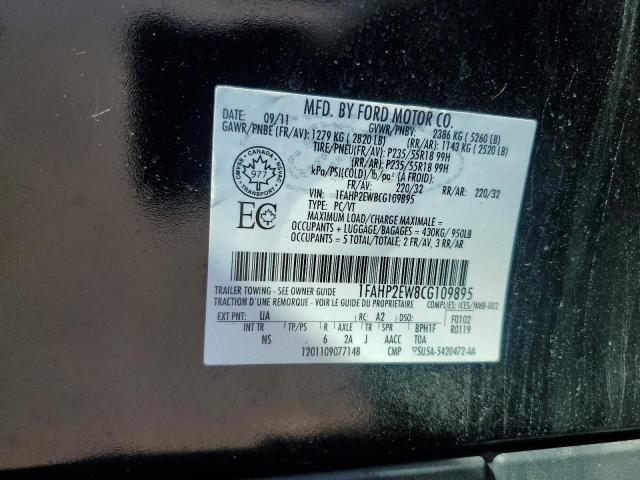 MFD. BY FORD MOTOR CO.
DATE: 09/11 GVWR/PNBV: 2386 KG ( 5260 LB)
GAWR/PNBE (FR/AV): 1279 KG ( 2820 LB) (RR/AR): 1143 KG ( 2520 LB)
TIRE/PNEU(FR/AV): P235/55R18 99H
(RR/AR): P235/55R18 99H
kPa/PSI(COLD)/lb/po² (A FROID):
FR/AV: 220/32 RR/AR: 220/32
VIN: 1FAHP2EW8CG109895
TYPE: PC/VT
MAXIMUM LOAD/CHARGE MAXIMALE =
OCCUPANTS + LUGGAGE/BAGAGES = 430KG/ 950LB
OCCUPANTS = 5 TOTAL/TOTALE; 2 FR/AV, 3 RR/AR
CANADA
977
TRANSPORT
EC
1FAHP2EW8CG109895
TRAILER TOWING - SEE OWNER GUIDE
TRACTION D'UNE REMORQUE - VOIR LE GUIDE DU PROPRIETAIRE COMPLIES: ICES/NMB-002
EXT PNT: UA RC: A2 DSO: F0102
INT TR TP/PS R AXLE TR SPR BPH1F R0119
NS 6 2A J AACC TOA
1201109077148 CMP 5U5A-5420472-AA